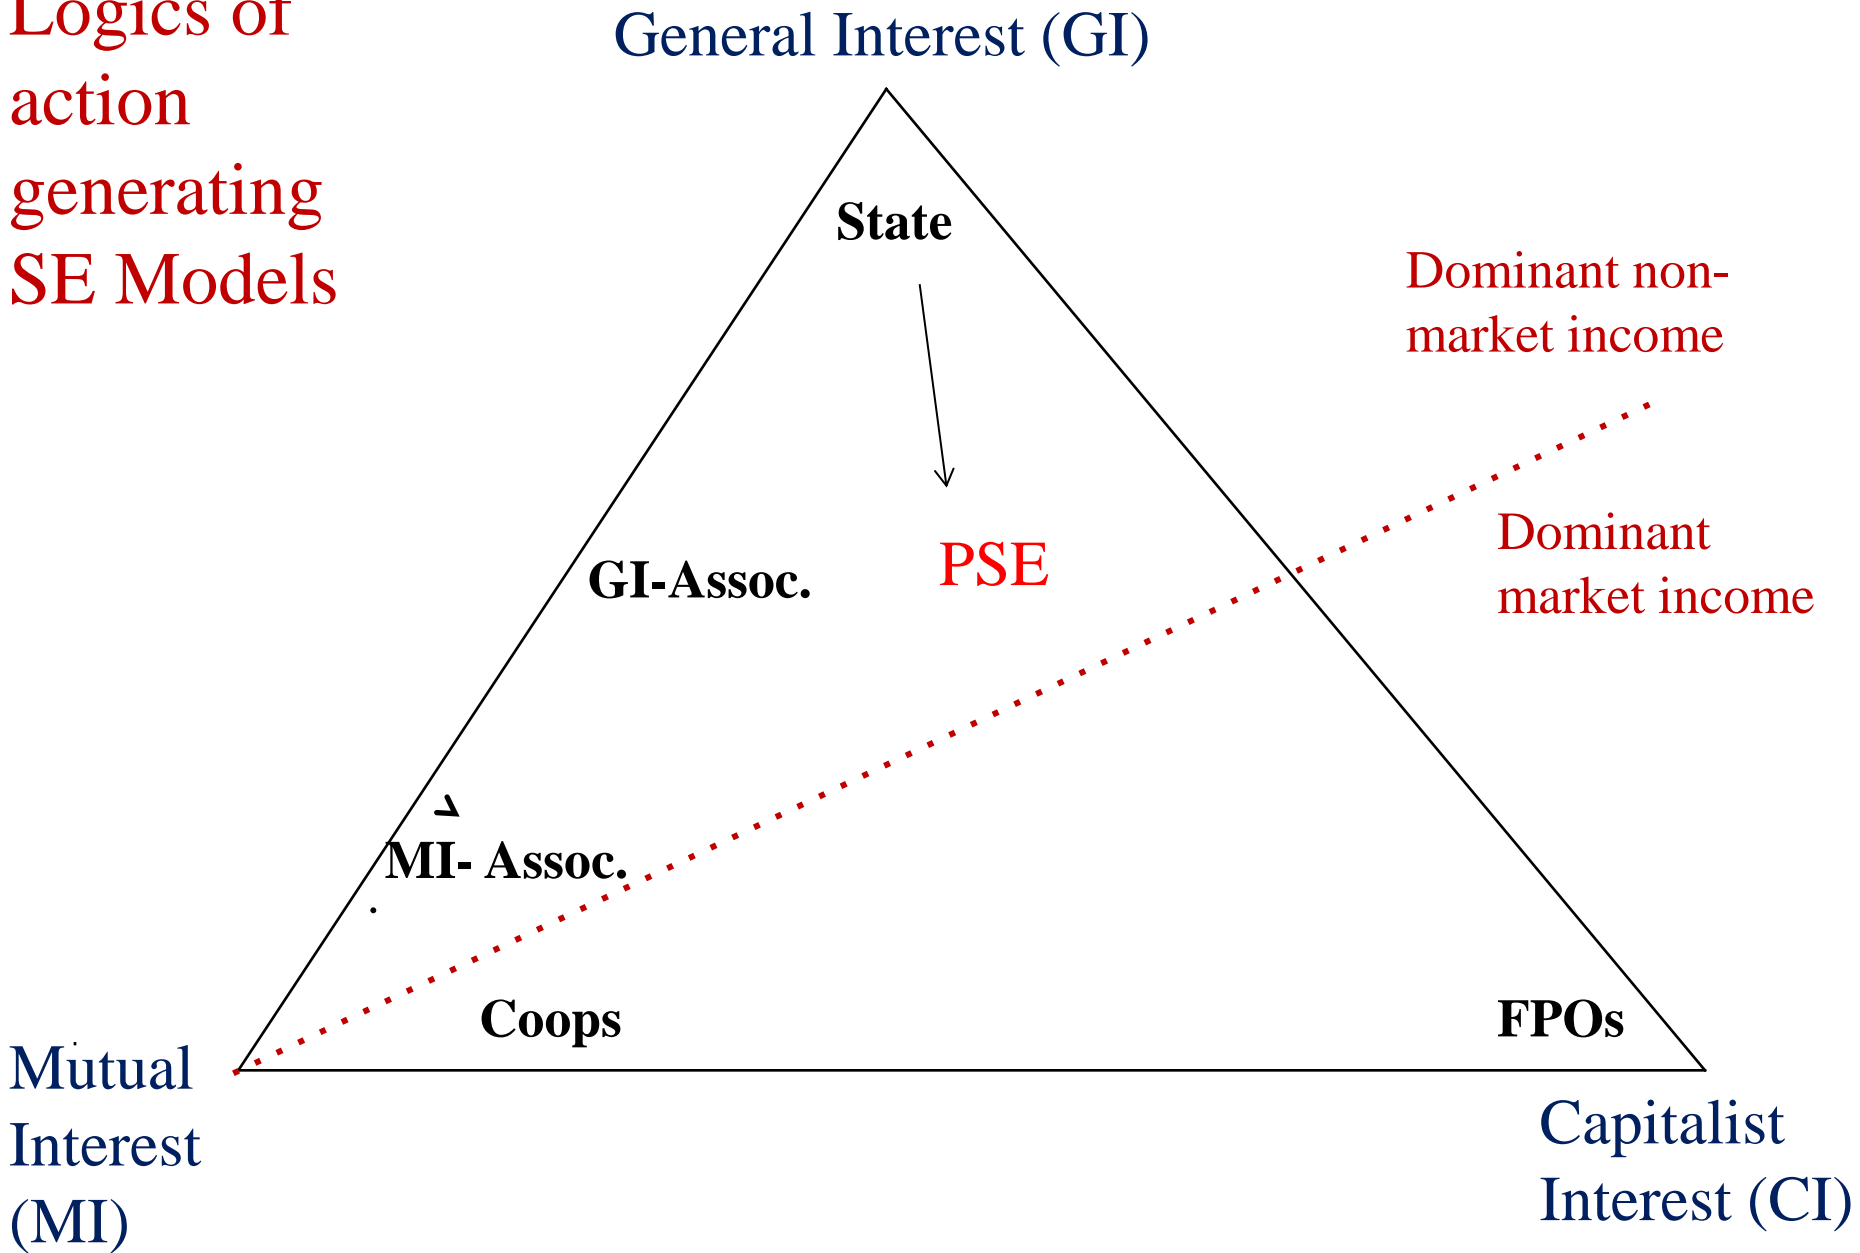 Logics of
action
generating
SE Models
General Interest (GI)
State
Dominant non-
market income
Dominant
market income
PSE
GI-Assoc.
MI- Assoc.
Coops
FPOs
Mutual
Interest
(MI)
Capitalist
Interest (CI)